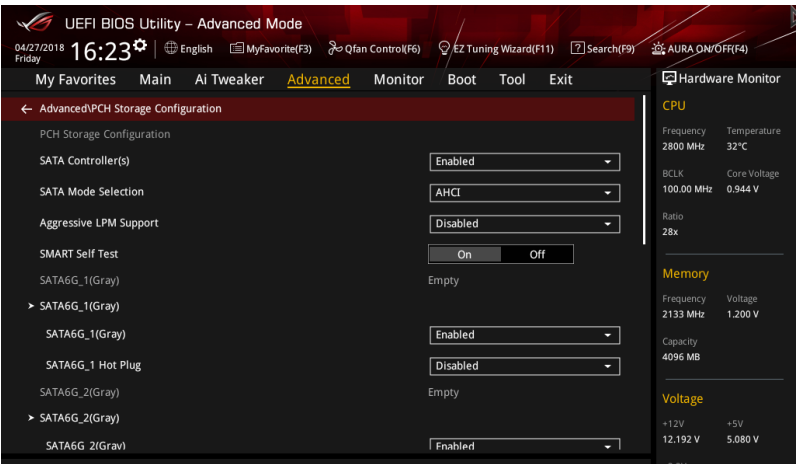 UEFI BIOS Utility – Advanced Mode
04/27/2018 Friday 16:23 English MyFavorite(F3) Qfan Control(F6) EZ Tuning Wizard(F11) Search(F9) AURA ON/OFF(F4)
My Favorites Main Ai Tweaker Advanced Monitor Boot Tool Exit
Hardware Monitor
← Advanced\PCH Storage Configuration
PCH Storage Configuration
SATA Controller(s) Enabled
SATA Mode Selection AHCI
Aggressive LPM Support Disabled
SMART Self Test On Off
SATA6G_1(Gray) Empty
> SATA6G_1(Gray)
SATA6G_1(Gray) Enabled
SATA6G_1 Hot Plug Disabled
SATA6G_2(Gray) Empty
> SATA6G_2(Gray)
SATA6G_2(Gray) Enabled
CPU
Frequency Temperature
2800 MHz 32°C
BCLK Core Voltage
100.00 MHz 0.944 V
Ratio
28x
Memory
Frequency Voltage
2133 MHz 1.200 V
Capacity
4096 MB
Voltage
+12V +5V
12.192 V 5.080 V